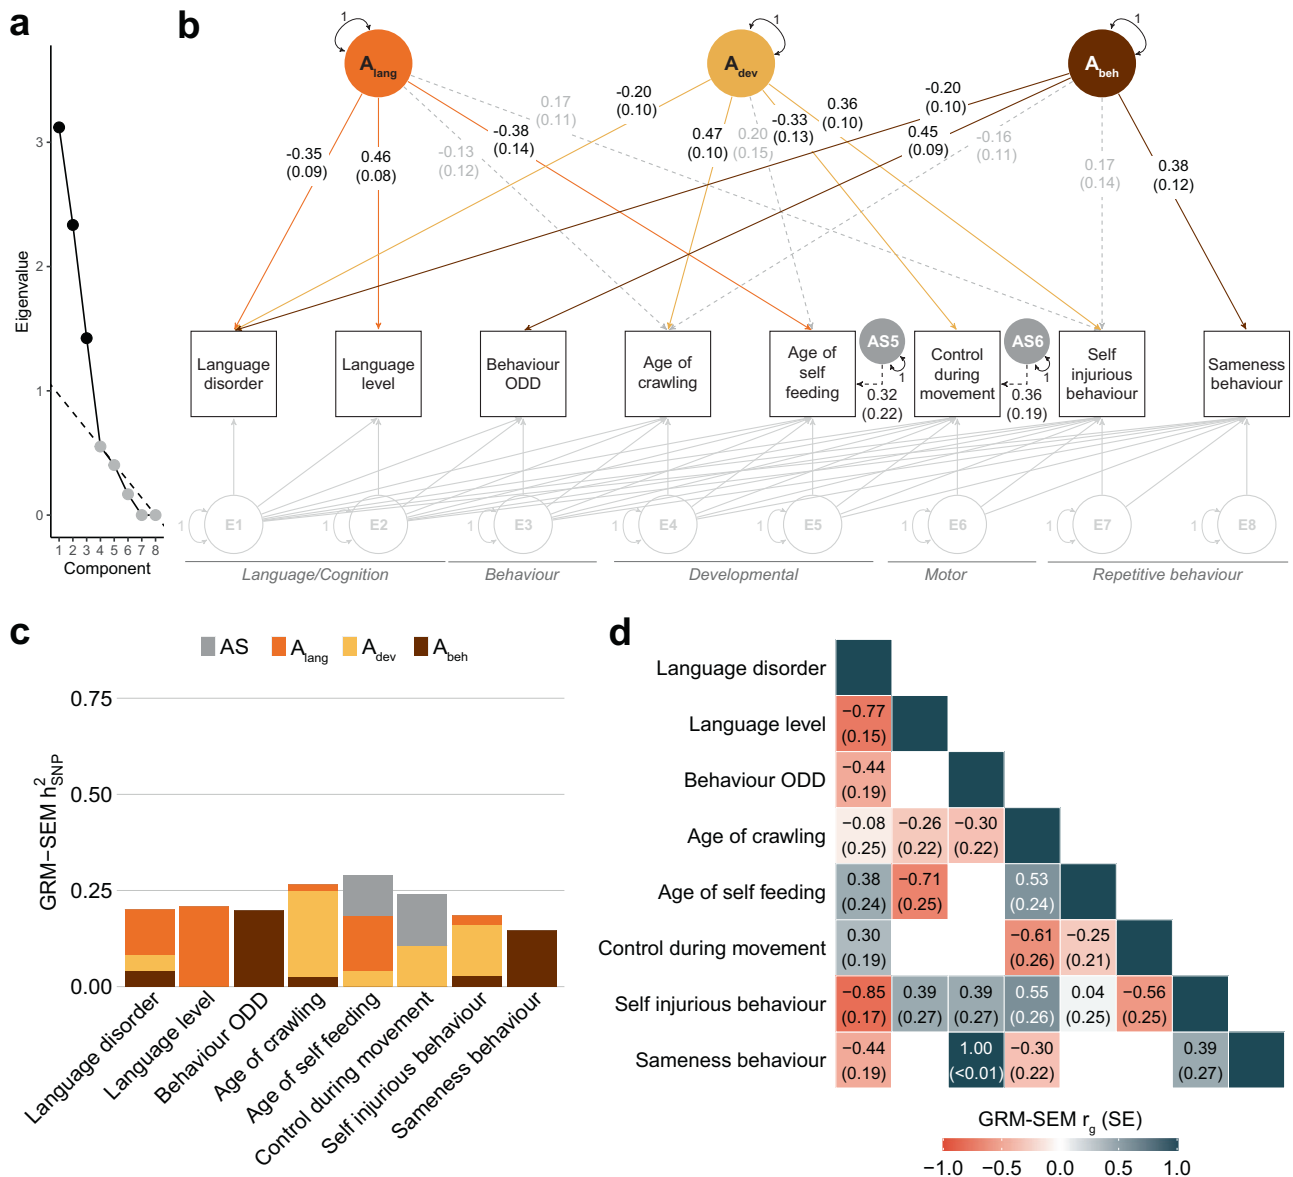 a
3
2
1
0
Eigenvalue
1 2 3 4 5 6 7 8
Component
b
1
1
1
A_lang
A_dev
A_beh
-0.35
(0.09)
0.46
(0.08)
-0.38
(0.14)
-0.13
(0.12)
0.17
(0.11)
-0.20
(0.10)
0.47
(0.10)
0.20
(0.15)
-0.33
(0.13)
0.36
(0.10)
-0.20
(0.10)
0.45
(0.09)
-0.16
(0.11)
0.17
(0.14)
0.38
(0.12)
Language
disorder
Language
level
Behaviour
ODD
Age of
crawling
Age of
self
feeding
AS5
1
0.32
(0.22)
Control
during
movement
AS6
1
0.36
(0.19)
Self
injurious
behaviour
Sameness
behaviour
1 E1 1 E2 1 E3 1 E4 1 E5 1 E6 1 E7 1 E8
Language/Cognition
Behaviour
Developmental
Motor
Repetitive behaviour
c
AS A_lang A_dev A_beh
0.75
0.50
0.25
0.00
GRM−SEM h²SNP
Language disorder
Language level
Behaviour ODD
Age of crawling
Age of self feeding
Control during movement
Self injurious behaviour
Sameness behaviour
d
Language disorder
Language level
−0.77
(0.15)
Behaviour ODD
−0.44
(0.19)
Age of crawling
−0.08 −0.26 −0.30
(0.25) (0.22) (0.22)
Age of self feeding
0.38 −0.71 0.53
(0.24) (0.25) (0.24)
Control during movement
0.30 −0.61 −0.25
(0.19) (0.26) (0.21)
Self injurious behaviour
−0.85 0.39 0.39 0.55 0.04 −0.56
(0.17) (0.27) (0.27) (0.26) (0.25) (0.25)
Sameness behaviour
−0.44 1.00 −0.30 0.39
(0.19) (<0.01) (0.22) (0.27)
GRM-SEM r_g (SE)
−1.0 −0.5 0.0 0.5 1.0